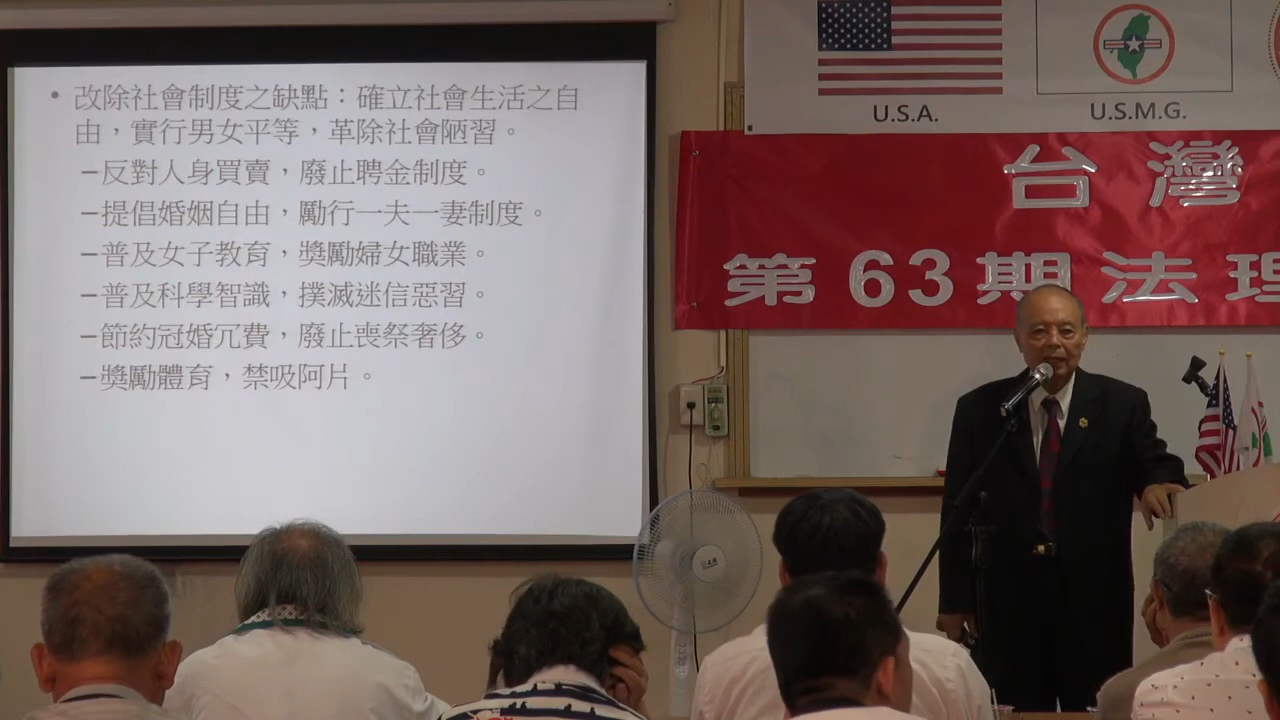 • 改除社會制度之缺點：確立社會生活之自
由，實行男女平等，革除社會陋習。
–反對人身買賣，廢止聘金制度。
–提倡婚姻自由，勵行一夫一妻制度。
–普及女子教育，獎勵婦女職業。
–普及科學智識，撲滅迷信惡習。
–節約冠婚冗費，廢止喪祭奢侈。
–獎勵體育，禁吸阿片。
U.S.A.
U.S.M.G.
台灣
第63期法理